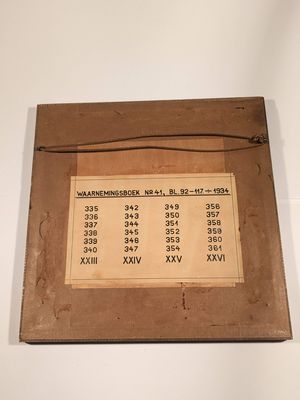 WAARNEMINGSBOEK No 41, BL. 92-117. ÷ 1934
335 342 349 356
336 343 350 357
337 344 351 358
338 345 352 359
339 346 353 360
340 347 354 361
XXIII XXIV XXV XXVI